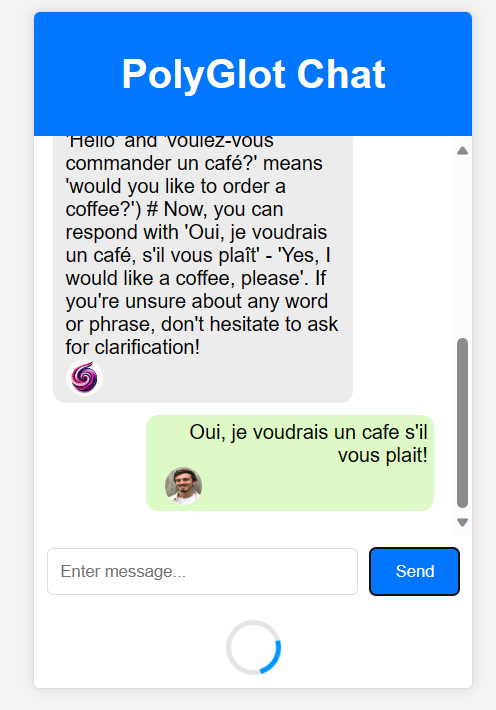 PolyGlot Chat
'Hello' and 'voulez-vous
commander un café?' means
'would you like to order a
coffee?') # Now, you can
respond with 'Oui, je voudrais
un café, s'il vous plaît' - 'Yes, I
would like a coffee, please'. If
you're unsure about any word
or phrase, don't hesitate to ask
for clarification!
Oui, je voudrais un cafe s'il
vous plait!
Enter message...
Send